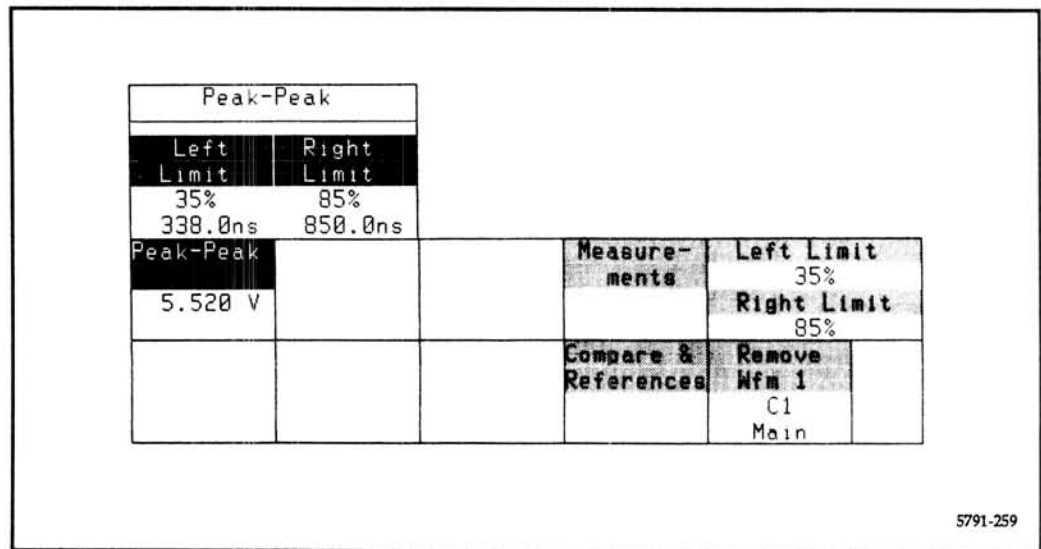 Peak-Peak
Left Right
Limit Limit
35% 85%
338.0ns 850.0ns
Peak-Peak
5.520 V
Measure-
ments
Left Limit
35%
Right Limit
85%
Compare &
References
Remove
Wfm 1
C1
Main
5791-259